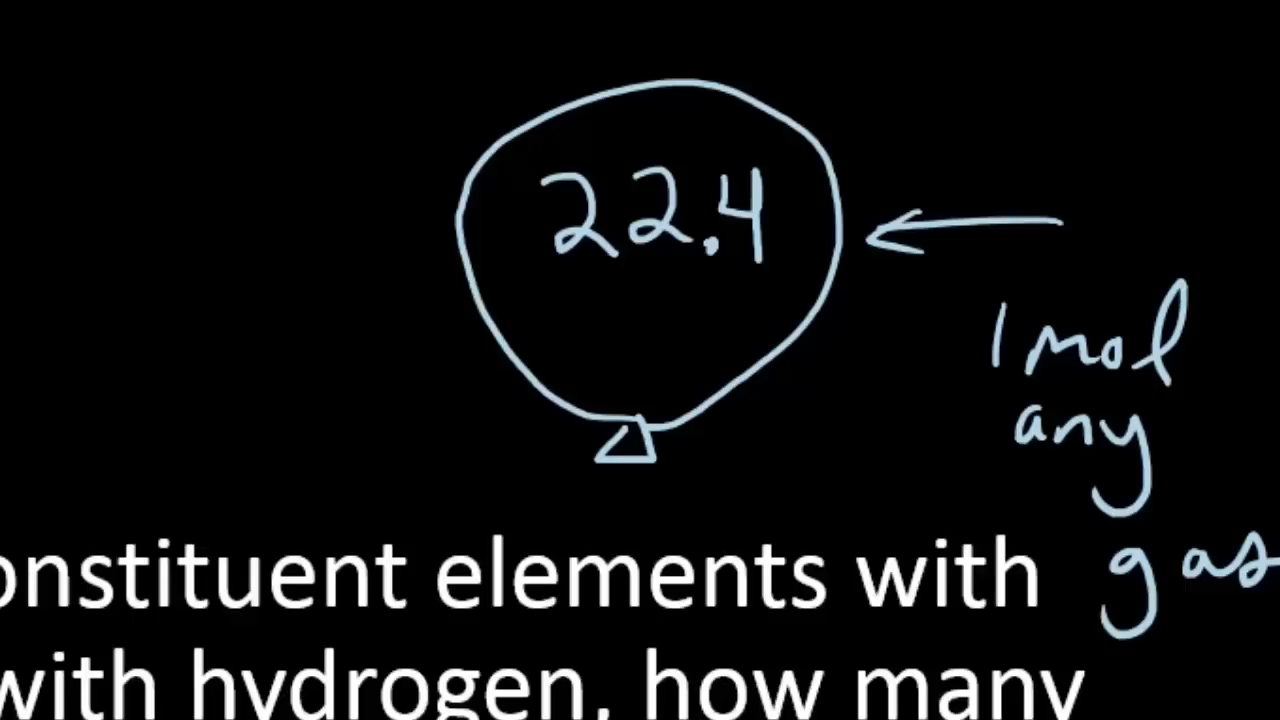 22.4
1 mol
any
gas
onstituent elements with
with hydrogen, how many